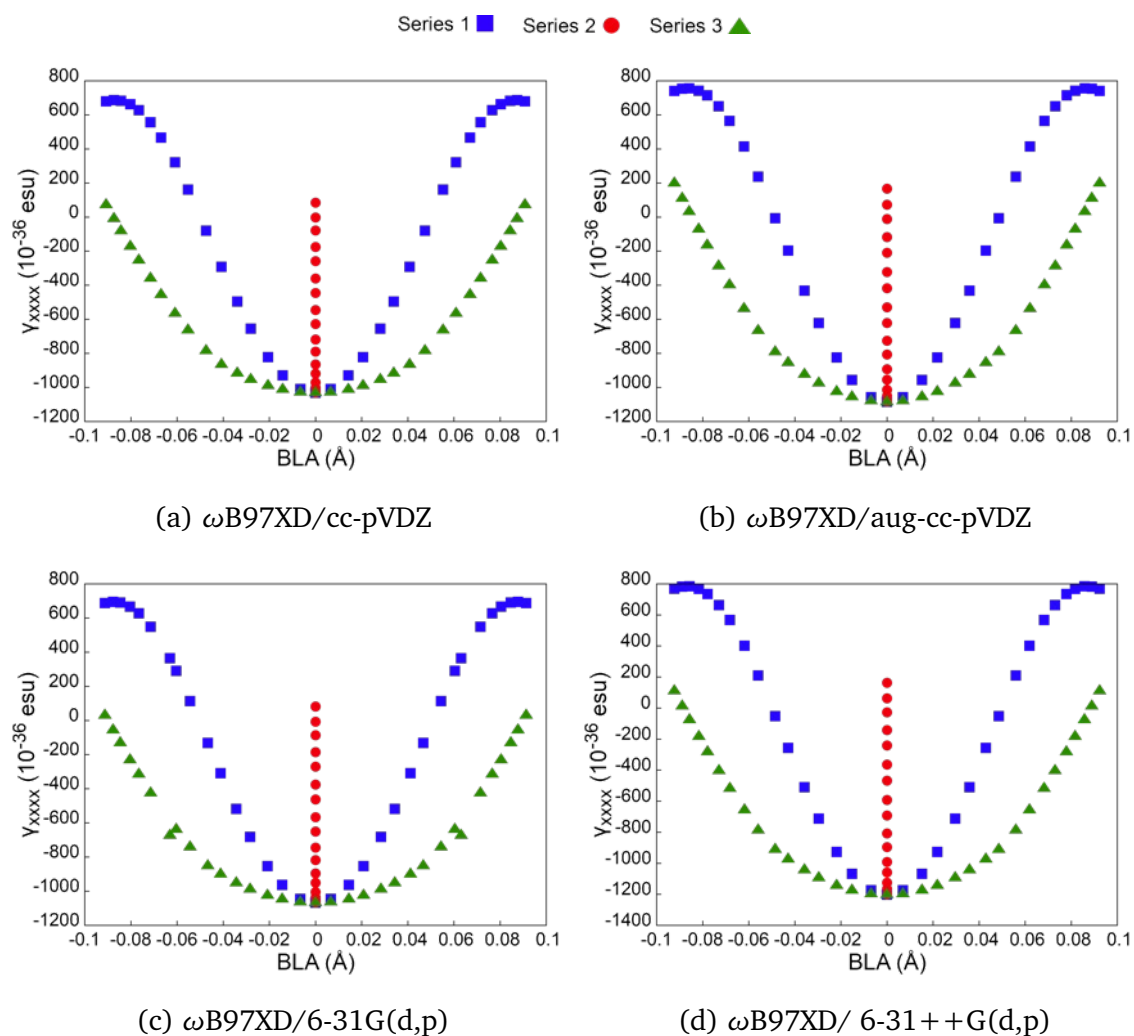 Series 1 Series 2 Series 3
800
600
400
200
0
-200
-400
-600
-800
-1000
-1200
γxxxx (10-36 esu)
-0.1 -0.08 -0.06 -0.04 -0.02 0 0.02 0.04 0.06 0.08 0.1
BLA (Å)
(a) ωB97XD/cc-pVDZ
800
600
400
200
0
-200
-400
-600
-800
-1000
-1200
γxxxx (10-36 esu)
-0.1 -0.08 -0.06 -0.04 -0.02 0 0.02 0.04 0.06 0.08 0.1
BLA (Å)
(b) ωB97XD/aug-cc-pVDZ
800
600
400
200
0
-200
-400
-600
-800
-1000
-1200
γxxxx (10-36 esu)
-0.1 -0.08 -0.06 -0.04 -0.02 0 0.02 0.04 0.06 0.08 0.1
BLA (Å)
(c) ωB97XD/6-31G(d,p)
800
600
400
200
0
-200
-400
-600
-800
-1000
-1200
-1400
γxxxx (10-36 esu)
-0.1 -0.08 -0.06 -0.04 -0.02 0 0.02 0.04 0.06 0.08 0.1
BLA (Å)
(d) ωB97XD/ 6-31++G(d,p)